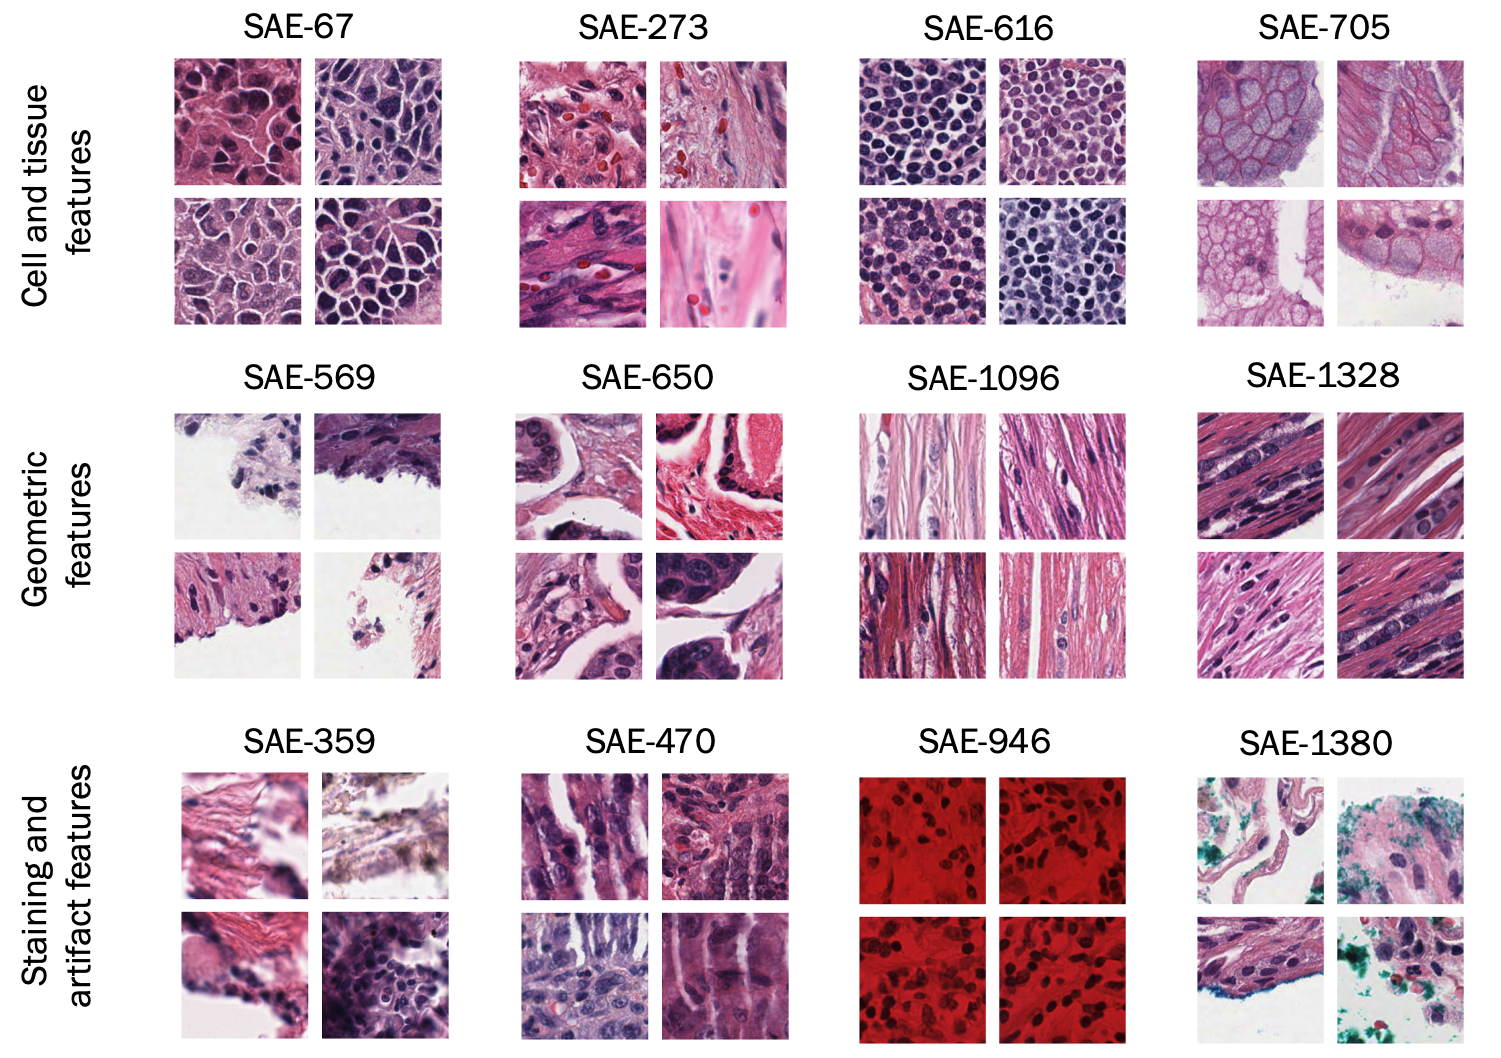 SAE-67
SAE-273
SAE-616
SAE-705
Cell and tissue
features
SAE-569
SAE-650
SAE-1096
SAE-1328
Geometric
features
SAE-359
SAE-470
SAE-946
SAE-1380
Staining and
artifact features